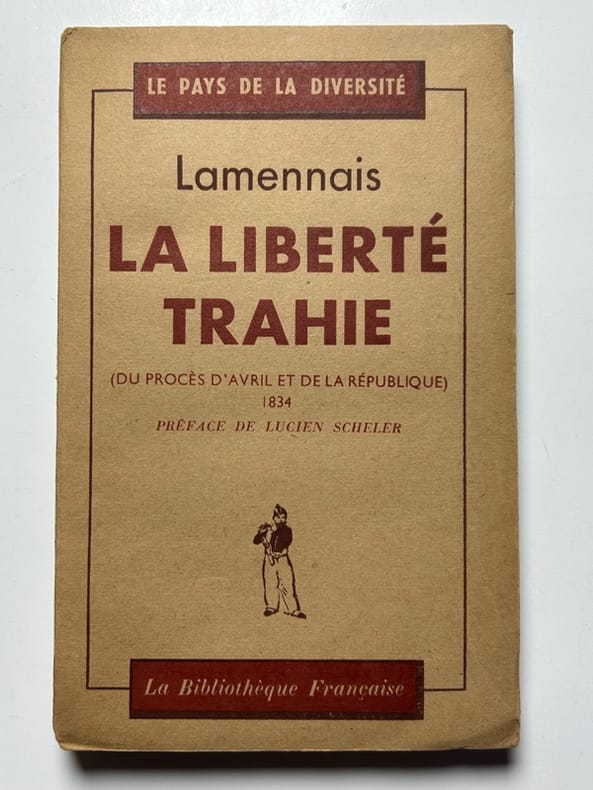 LE PAYS DE LA DIVERSITÉ
Lamennais
LA LIBERTÉ
TRAHIE
(DU PROCÈS D'AVRIL ET DE LA RÉPUBLIQUE)
1834
PRÉFACE DE LUCIEN SCHELER
La Bibliothèque Française